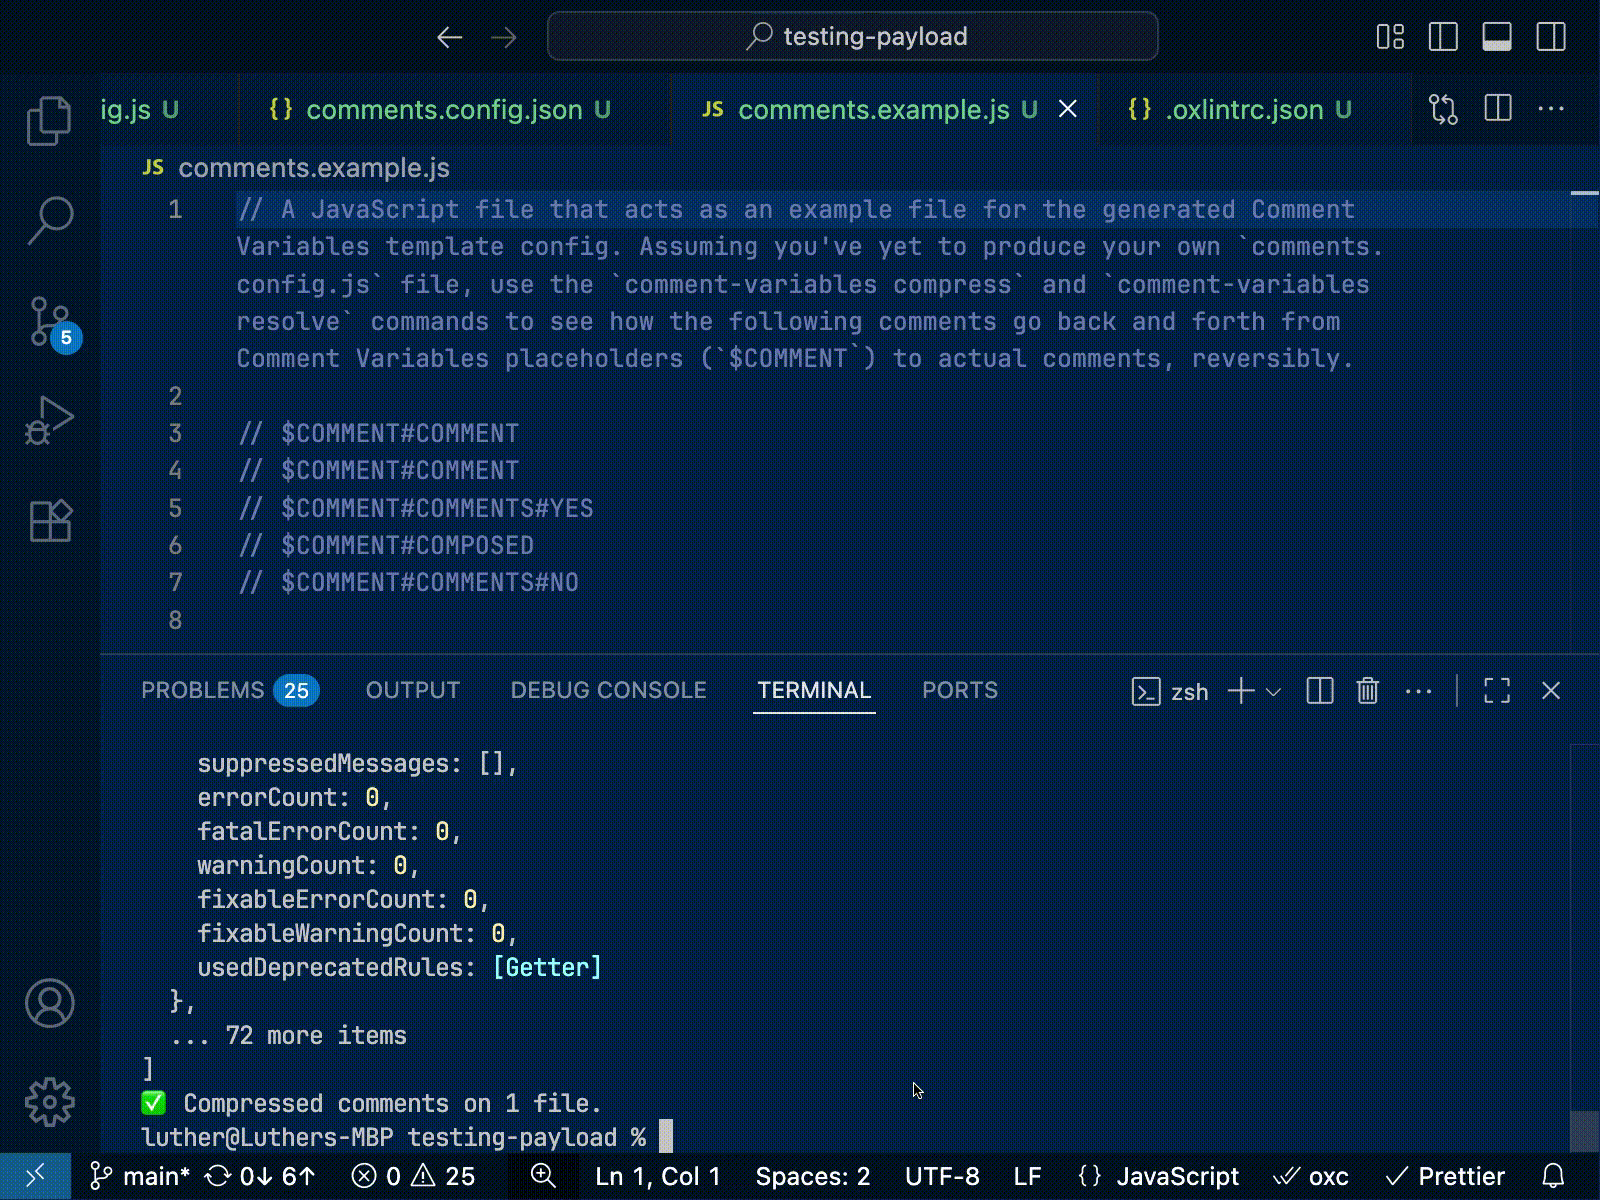 testing-payload
ig.js U
{} comments.config.json U
JS comments.example.js U
{} .oxlintrc.json U
JS comments.example.js
1 // A JavaScript file that acts as an example file for the generated Comment
Variables template config. Assuming you've yet to produce your own `comments.
config.js` file, use the `comment-variables compress` and `comment-variables
resolve` commands to see how the following comments go back and forth from
Comment Variables placeholders (`$COMMENT`) to actual comments, reversibly.
2
3 // $COMMENT#COMMENT
4 // $COMMENT#COMMENT
5 // $COMMENT#COMMENTS#YES
6 // $COMMENT#COMPOSED
7 // $COMMENT#COMMENTS#NO
8
5
PROBLEMS 25 OUTPUT DEBUG CONSOLE TERMINAL PORTS zsh
suppressedMessages: [],
errorCount: 0,
fatalErrorCount: 0,
warningCount: 0,
fixableErrorCount: 0,
fixableWarningCount: 0,
usedDeprecatedRules: [Getter]
},
... 72 more items
]
✅ Compressed comments on 1 file.
luther@Luthers-MBP testing-payload %
main* 0↓ 6↑ 0 25 Ln 1, Col 1 Spaces: 2 UTF-8 LF {} JavaScript oxc Prettier